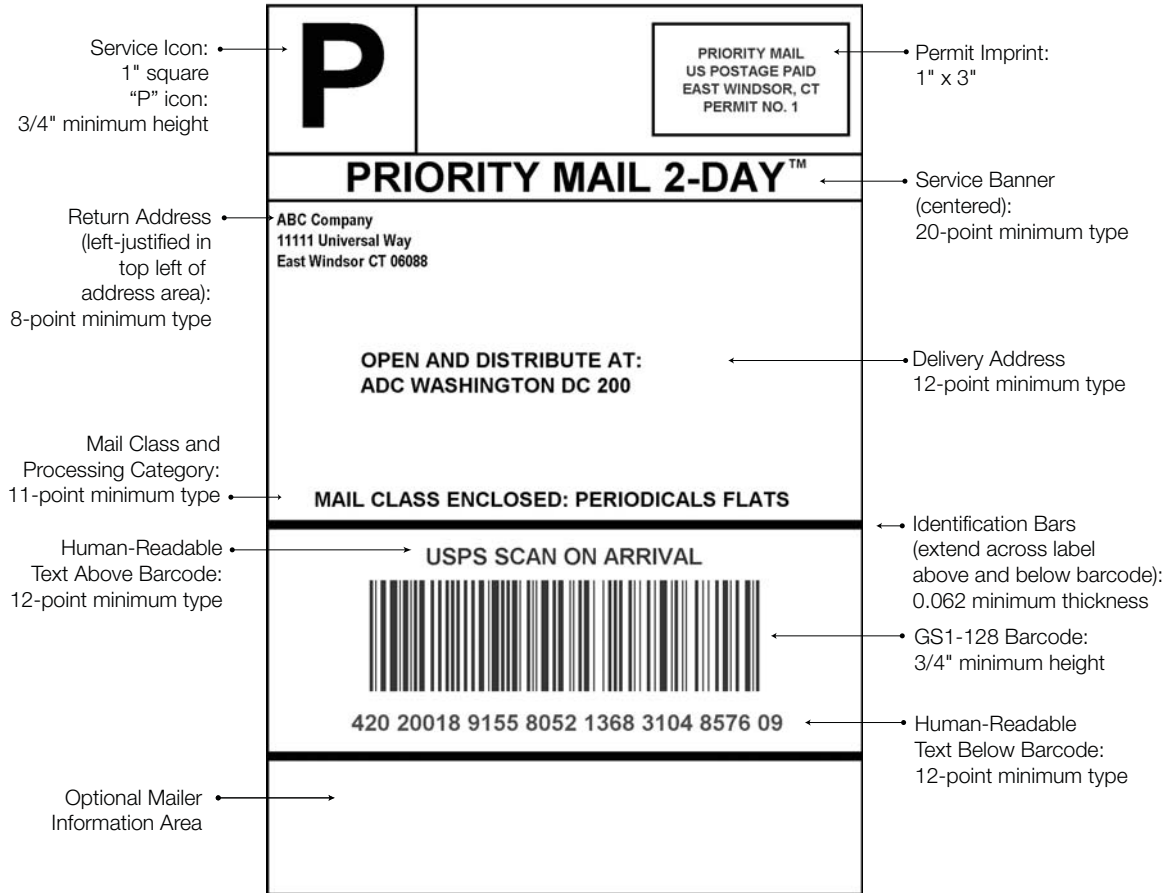 Service Icon:
1" square
“P” icon:
3/4" minimum height
P
PRIORITY MAIL
US POSTAGE PAID
EAST WINDSOR, CT
PERMIT NO. 1
Permit Imprint:
1" x 3"
PRIORITY MAIL 2-DAY™
Service Banner
(centered):
20-point minimum type
Return Address
(left-justified in
top left of
address area):
8-point minimum type
ABC Company
11111 Universal Way
East Windsor CT 06088
OPEN AND DISTRIBUTE AT:
ADC WASHINGTON DC 200
Delivery Address
12-point minimum type
Mail Class and
Processing Category:
11-point minimum type
MAIL CLASS ENCLOSED: PERIODICALS FLATS
Identification Bars
(extend across label
above and below barcode):
0.062 minimum thickness
Human-Readable
Text Above Barcode:
12-point minimum type
USPS SCAN ON ARRIVAL
GS1-128 Barcode:
3/4" minimum height
420 20018 9155 8052 1368 3104 8576 09
Human-Readable
Text Below Barcode:
12-point minimum type
Optional Mailer
Information Area